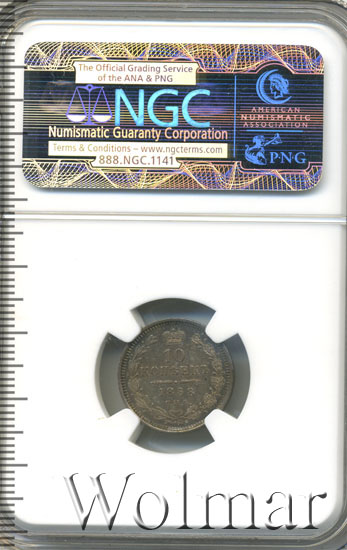 The Official Grading Service
of the ANA & PNG
NGC
Numismatic Guaranty Corporation
Terms & Conditions – www.ngcterms.com
888.NGC.1141
AMERICAN
NUMISMATIC
ASSOCIATION
PNG
10
КОПѢЕКЪ
Wolmar